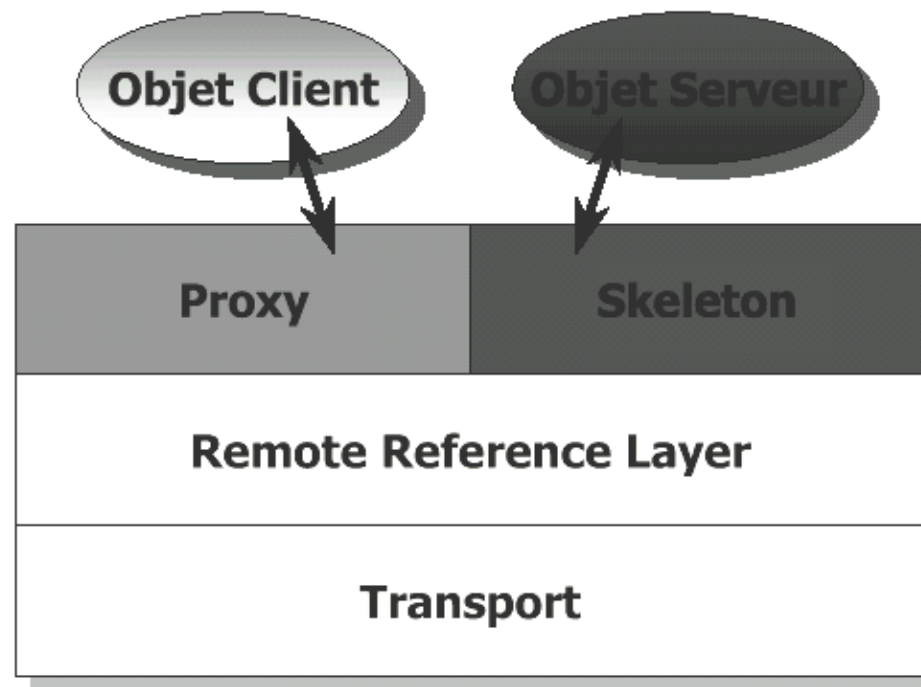 Objet Client
Objet Serveur
Proxy
Skeleton
Remote Reference Layer
Transport